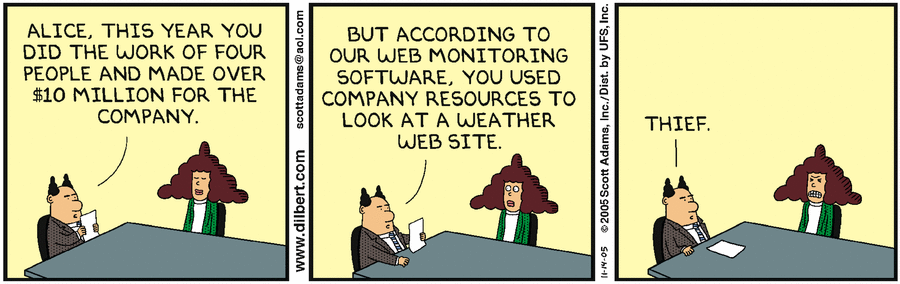 ALICE, THIS YEAR YOU
DID THE WORK OF FOUR
PEOPLE AND MADE OVER
$10 MILLION FOR THE
COMPANY.
www.dilbert.com
scottadams@aol.com
BUT ACCORDING TO
OUR WEB MONITORING
SOFTWARE, YOU USED
COMPANY RESOURCES TO
LOOK AT A WEATHER
WEB SITE.
11-14-05 © 2005 Scott Adams, Inc./Dist. by UFS, Inc.
THIEF.